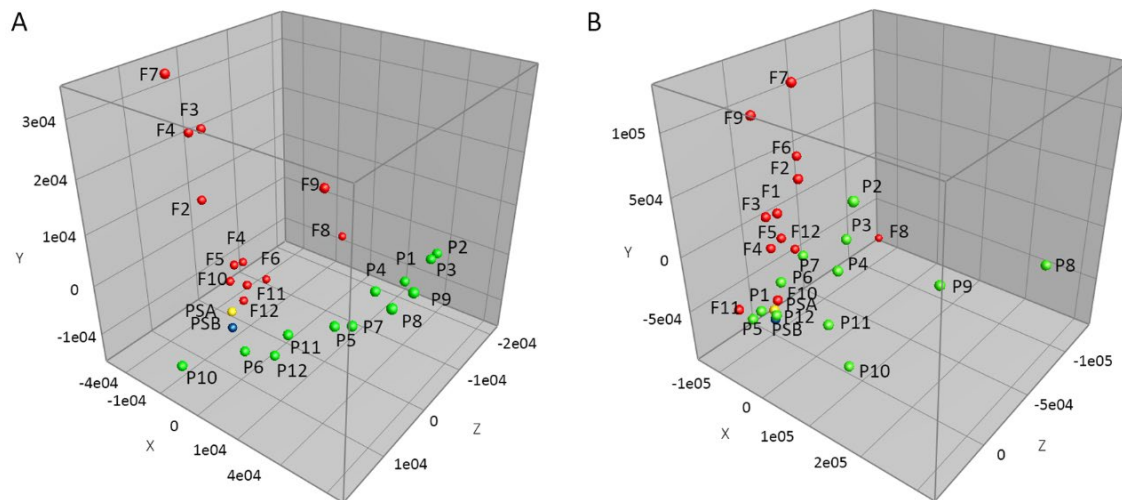 A
F7
F3
F4
F2
F9
F8
F4
F5
F6
F10
F11
PSA
F12
PSB
P2
P1
P3
P4
P9
P8
P7
P5
P11
P6
P12
P10
3e04
2e04
1e04
0
-1e04
Y
-4e04
-1e04
0
1e04
4e04
X
-2e04
-1e04
0
1e04
Z
B
F7
F9
F6
F2
F1
F3
P2
F5
F12
P3
F8
F4
P7
P4
P8
P6
P9
F10
F11
P1
PSA
P12
P5
PSB
P11
P10
1e05
5e04
0
-5e04
Y
-1e05
0
1e05
2e05
X
-1e05
-5e04
0
Z